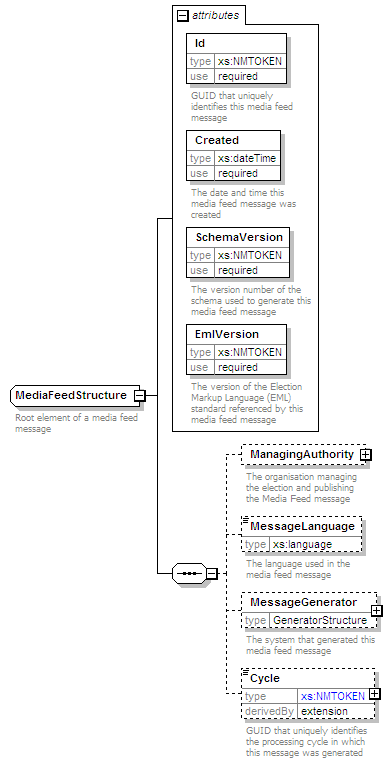 attributes
Id
type xs:NMTOKEN
use required
GUID that uniquely
identifies this media feed
message
Created
type xs:dateTime
use required
The date and time this
media feed message was
created
SchemaVersion
type xs:NMTOKEN
use required
The version number of the
schema used to generate this
media feed message
EmlVersion
type xs:NMTOKEN
use required
The version of the Election
Markup Language (EML)
standard referenced by this
media feed message
MediaFeedStructure
Root element of a media feed
message
ManagingAuthority
The organisation managing
the election and publishing
the Media Feed message
MessageLanguage
type xs:language
The language used in the
media feed message
MessageGenerator
type GeneratorStructure
The system that generated this
media feed message
Cycle
type xs:NMTOKEN
derivedBy extension
GUID that uniquely identifies
the processing cycle in which
this message was generated